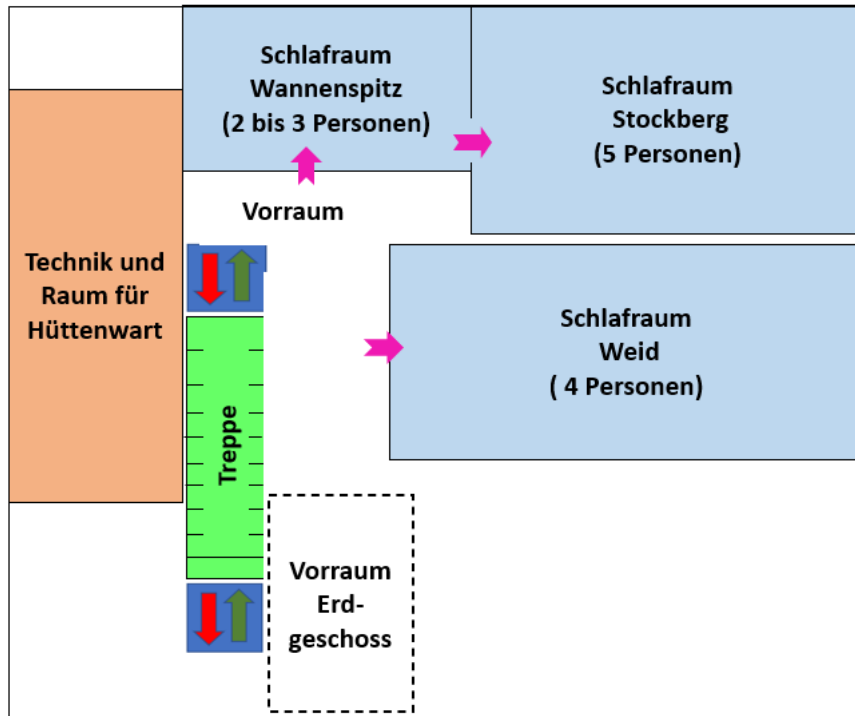 Schlafraum
Wannenspitz
(2 bis 3 Personen)
Schlafraum
Stockberg
(5 Personen)
Vorraum
Technik und
Raum für
Hüttenwart
Schlafraum
Weid
( 4 Personen)
Treppe
Vorraum
Erd-
geschoss